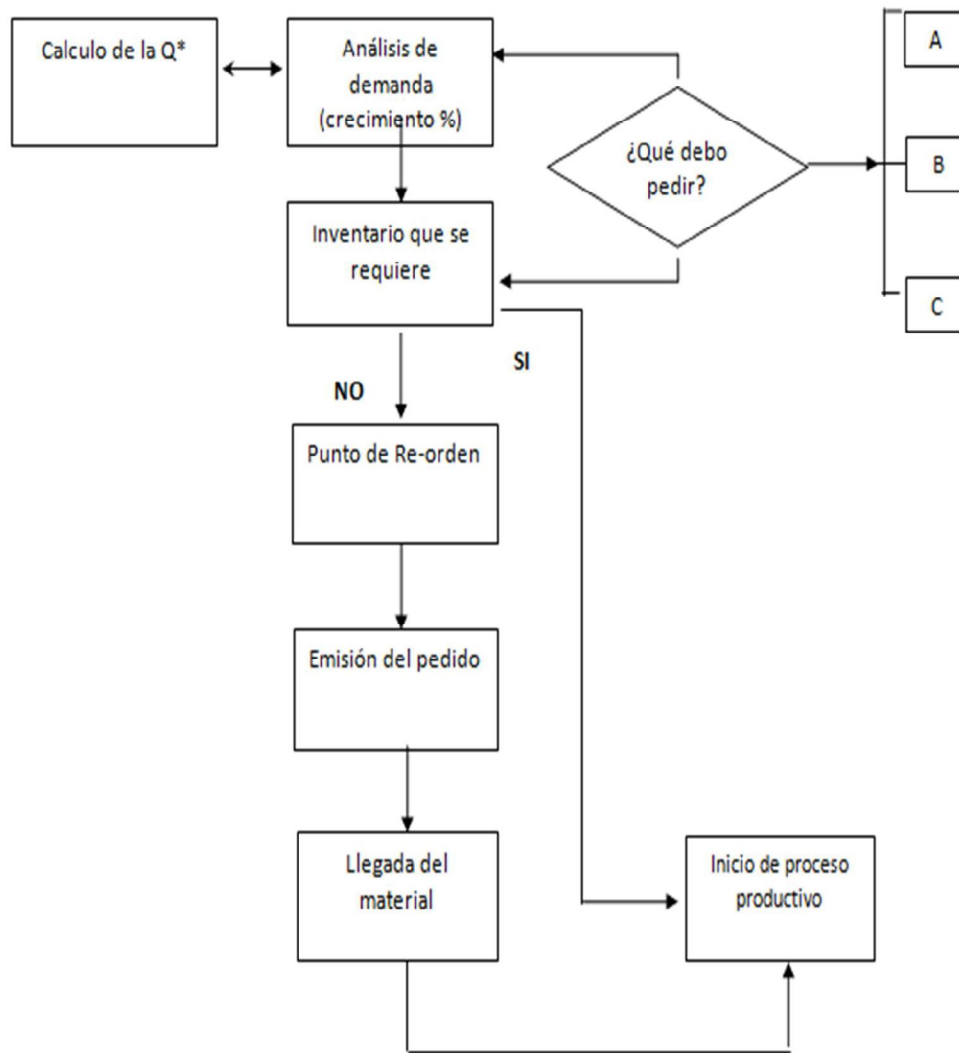 Calculo de la Q*
Análisis de
demanda
(crecimiento %)
A
¿Qué debo
pedir?
B
Inventario que se
requiere
C
SI
NO
Punto de Re-orden
Emisión del pedido
Llegada del
material
Inicio de proceso
productivo